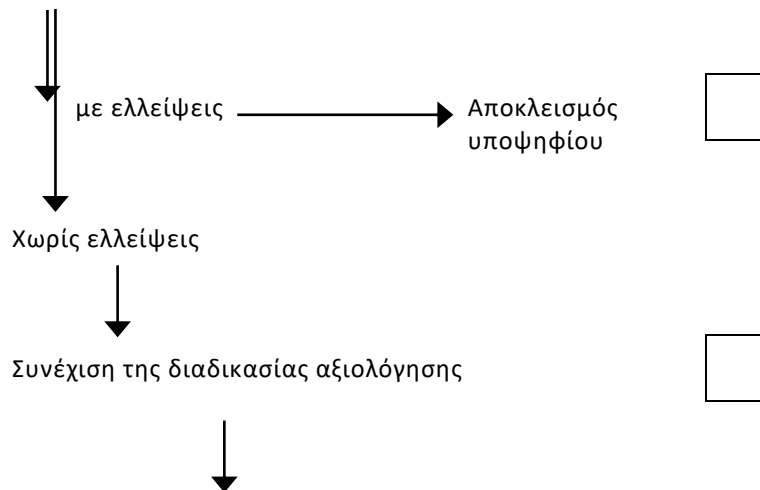 με ελλείψεις
Αποκλεισμός
υποψηφίου
Χωρίς ελλείψεις
Συνέχιση της διαδικασίας αξιολόγησης